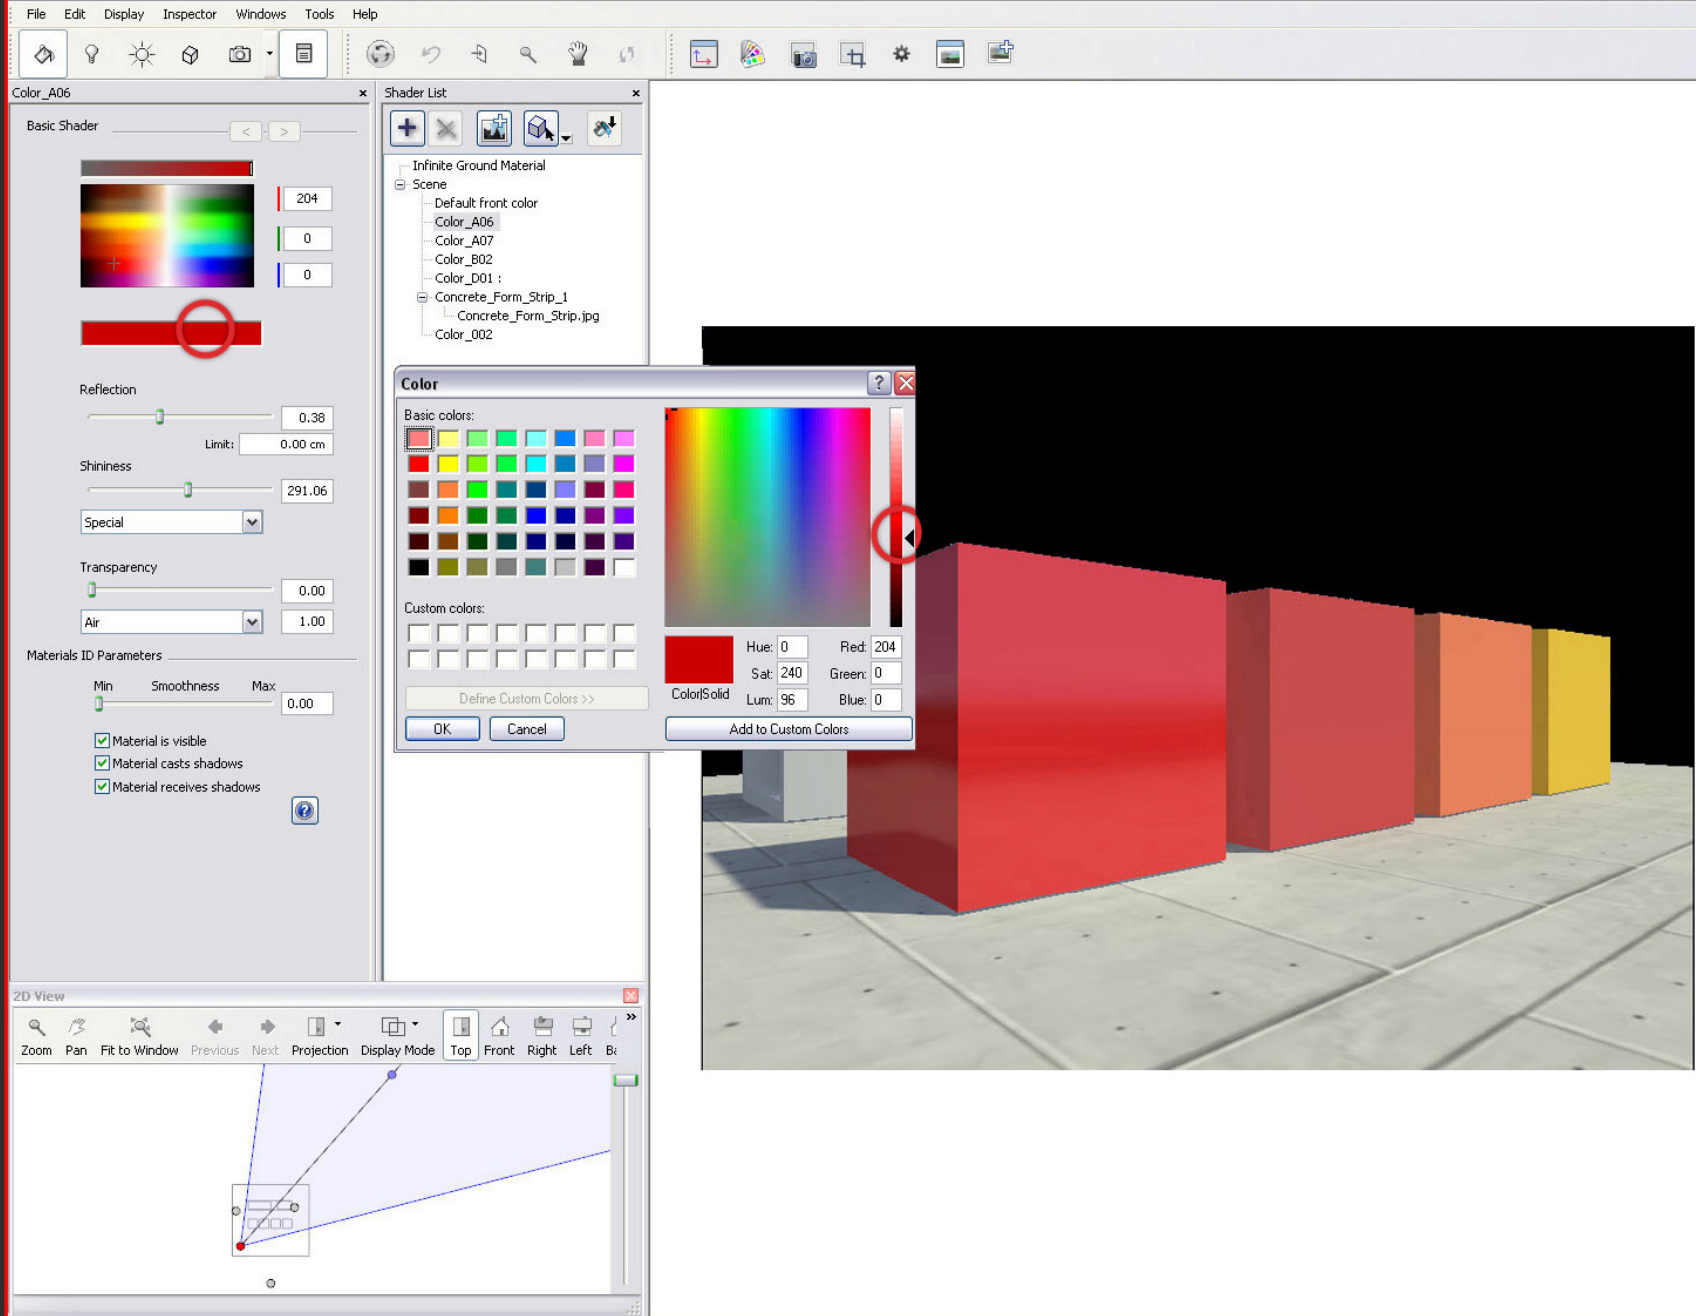 File Edit Display Inspector Windows Tools Help
Color_A06
Basic Shader
< >
204
0
0
Reflection
0.38
Limit: 0.00 cm
Shininess
291.06
Special
Transparency
0.00
Air 1.00
Materials ID Parameters
Min Smoothness Max
0.00
Material is visible
Material casts shadows
Material receives shadows
Shader List
Infinite Ground Material
Scene
Default front color
Color_A06
Color_A07
Color_B02
Color_D01 :
Concrete_Form_Strip_1
Concrete_Form_Strip.jpg
Color_002
Color
Basic colors:
Custom colors:
Define Custom Colors >>
OK Cancel
Color|Solid
Hue: 0 Red: 204
Sat: 240 Green: 0
Lum: 96 Blue: 0
Add to Custom Colors
2D View
Zoom Pan Fit to Window Previous Next Projection Display Mode Top Front Right Left